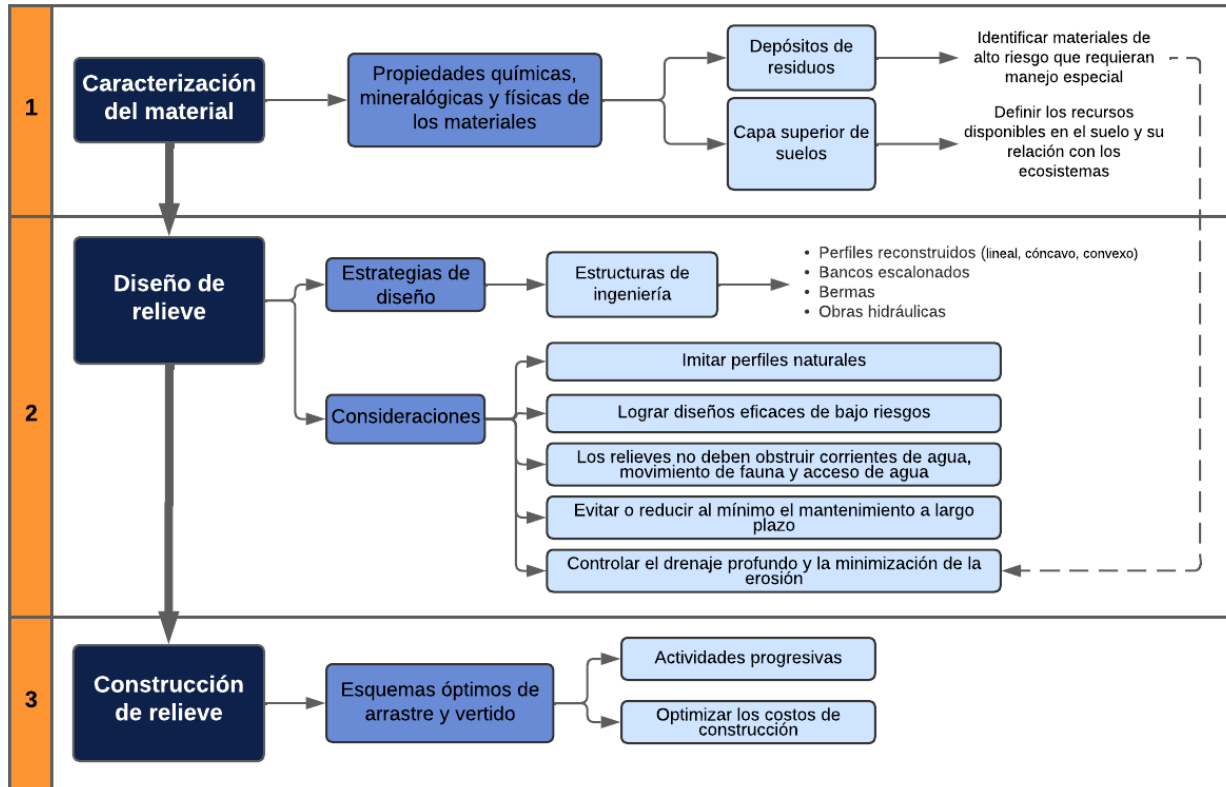 1
Caracterización
del material
Propiedades químicas,
mineralógicas y físicas de
los materiales
Depósitos de
residuos
Identificar materiales de
alto riesgo que requieran
manejo especial
Capa superior de
suelos
Definir los recursos
disponibles en el suelo y su
relación con los
ecosistemas
2
Diseño de
relieve
Estrategias de
diseño
Estructuras de
ingeniería
• Perfiles reconstruidos (lineal, cóncavo, convexo)
• Bancos escalonados
• Bermas
• Obras hidráulicas
Consideraciones
Imitar perfiles naturales
Lograr diseños eficaces de bajo riesgos
Los relieves no deben obstruir corrientes de agua,
movimiento de fauna y acceso de agua
Evitar o reducir al mínimo el mantenimiento a largo
plazo
Controlar el drenaje profundo y la minimización de la
erosión
3
Construcción
de relieve
Esquemas óptimos de
arrastre y vertido
Actividades progresivas
Optimizar los costos de
construcción